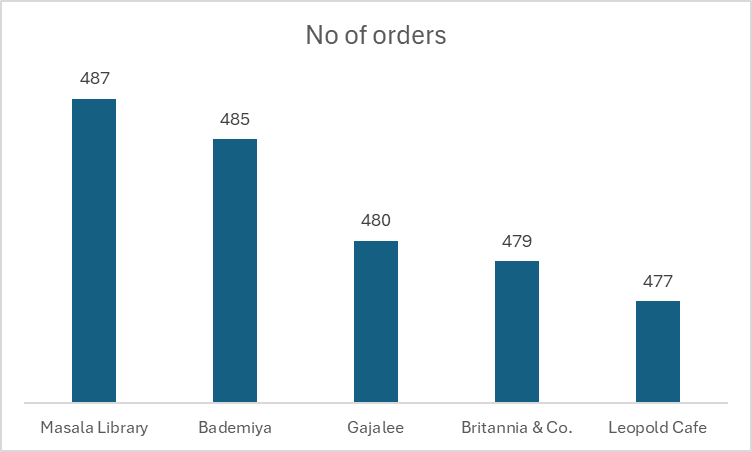 No of orders
487
485
480
479
477
Masala Library
Bademiya
Gajalee
Britannia & Co.
Leopold Cafe